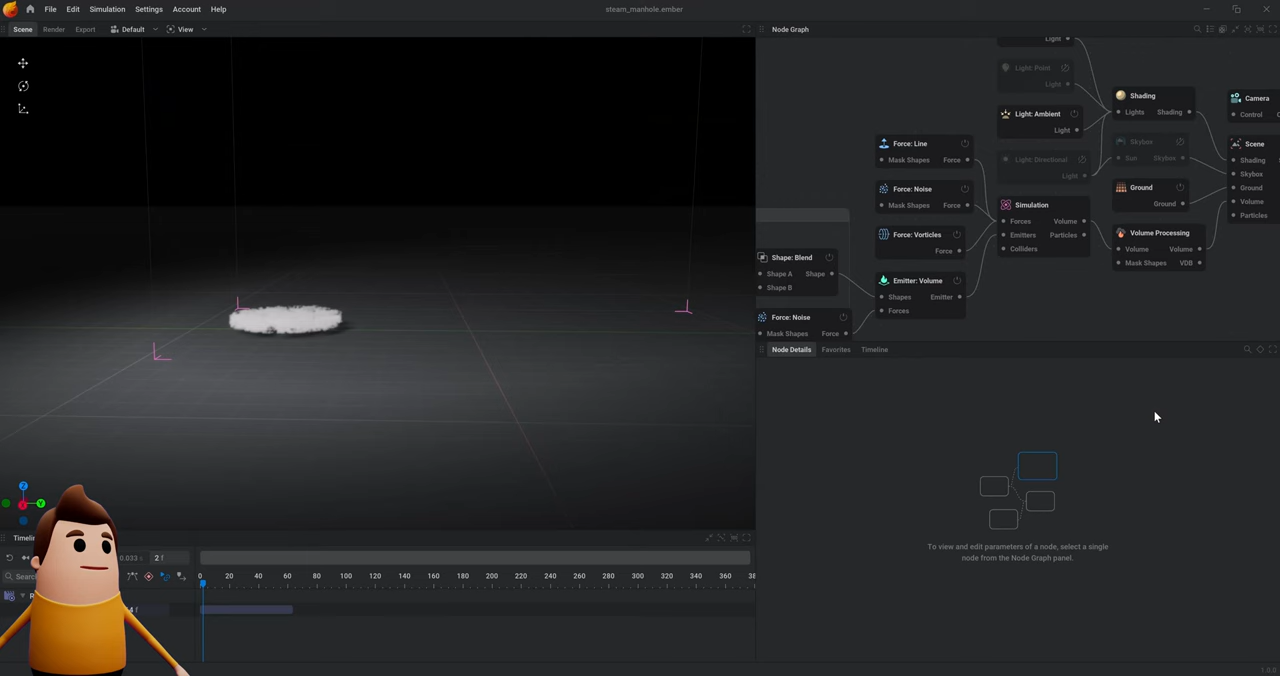 File Edit Simulation Settings Account Help
steam_manhole.ember
Scene Render Export Default View
Node Graph
Light
Light: Point
Light
Light: Ambient
Light
Light: Directional
Light
Shading
Lights Shading
Skybox
Sun Skybox
Ground
Ground
Camera
Control
Scene
Shading
Skybox
Ground
Volume
Particles
Force: Line
Mask Shapes Force
Force: Noise
Mask Shapes Force
Force: Vorticles
Force
Simulation
Forces Volume
Emitters Particles
Colliders
Volume Processing
Volume Volume
Mask Shapes VDB
Shape: Blend
Shape A Shape
Shape B
Emitter: Volume
Shapes Emitter
Forces
Force: Noise
Mask Shapes Force
Node Details Favorites Timeline
To view and edit parameters of a node, select a single
node from the Node Graph panel.
Z
Y
0.033 s 2 f
0 20 40 60 80 100 120 140 160 180 200 220 240 260 280 300 320 340 360